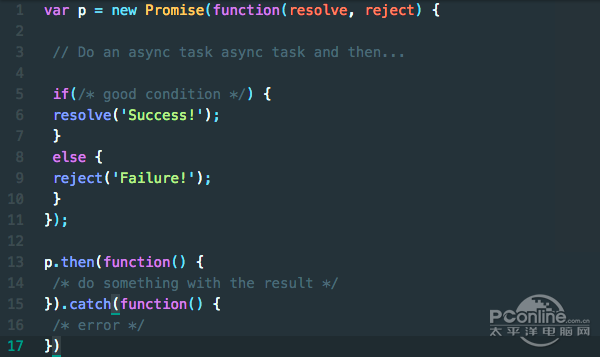 1 var p = new Promise(function(resolve, reject) {
2
3 // Do an async task async task and then...
4
5 if(/* good condition */) {
6 resolve('Success!');
7 }
8 else {
9 reject('Failure!');
10 }
11 });
12
13 p.then(function() {
14 /* do something with the result */
15 }).catch(function() {
16 /* error */
17 })
PConline.com.cn
太平洋电脑网